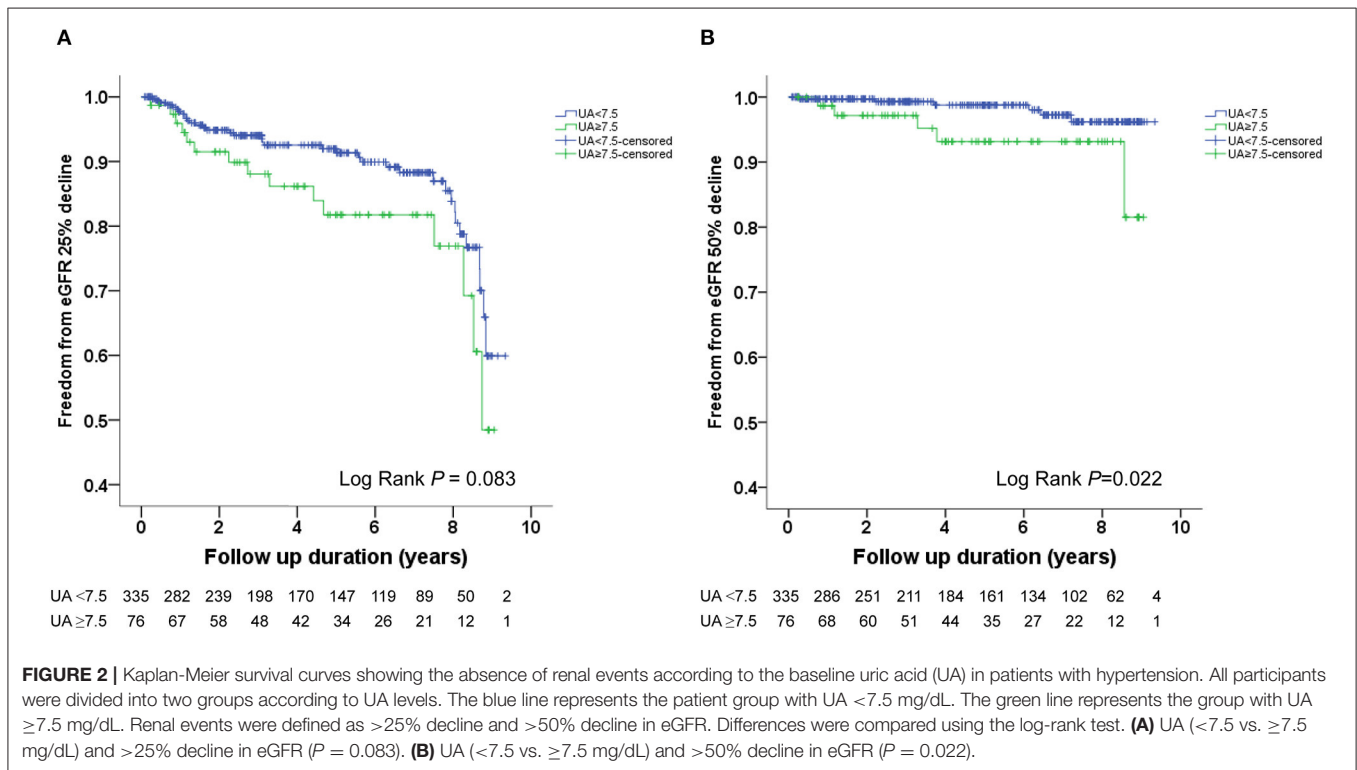 A
1.0
0.9
0.8
0.7
0.6
0.5
0.4
Freedom from eGFR 25% decline
UA<7.5
UA≥7.5
UA<7.5-censored
UA≥7.5-censored
Log Rank P = 0.083
0 2 4 6 8 10
Follow up duration (years)
UA <7.5 335 282 239 198 170 147 119 89 50 2
UA ≥7.5 76 67 58 48 42 34 26 21 12 1
B
1.0
0.9
0.8
0.7
0.6
0.5
0.4
Freedom from eGFR 50% decline
UA<7.5
UA≥7.5
UA<7.5-censored
UA≥7.5-censored
Log Rank P=0.022
0 2 4 6 8 10
Follow up duration (years)
UA <7.5 335 286 251 211 184 161 134 102 62 4
UA ≥7.5 76 68 60 51 44 35 27 22 12 1
FIGURE 2 | Kaplan-Meier survival curves showing the absence of renal events according to the baseline uric acid (UA) in patients with hypertension. All participants
were divided into two groups according to UA levels. The blue line represents the patient group with UA <7.5 mg/dL. The green line represents the group with UA
≥7.5 mg/dL. Renal events were defined as >25% decline and >50% decline in eGFR. Differences were compared using the log-rank test. (A) UA (<7.5 vs. ≥7.5
mg/dL) and >25% decline in eGFR (P = 0.083). (B) UA (<7.5 vs. ≥7.5 mg/dL) and >50% decline in eGFR (P = 0.022).